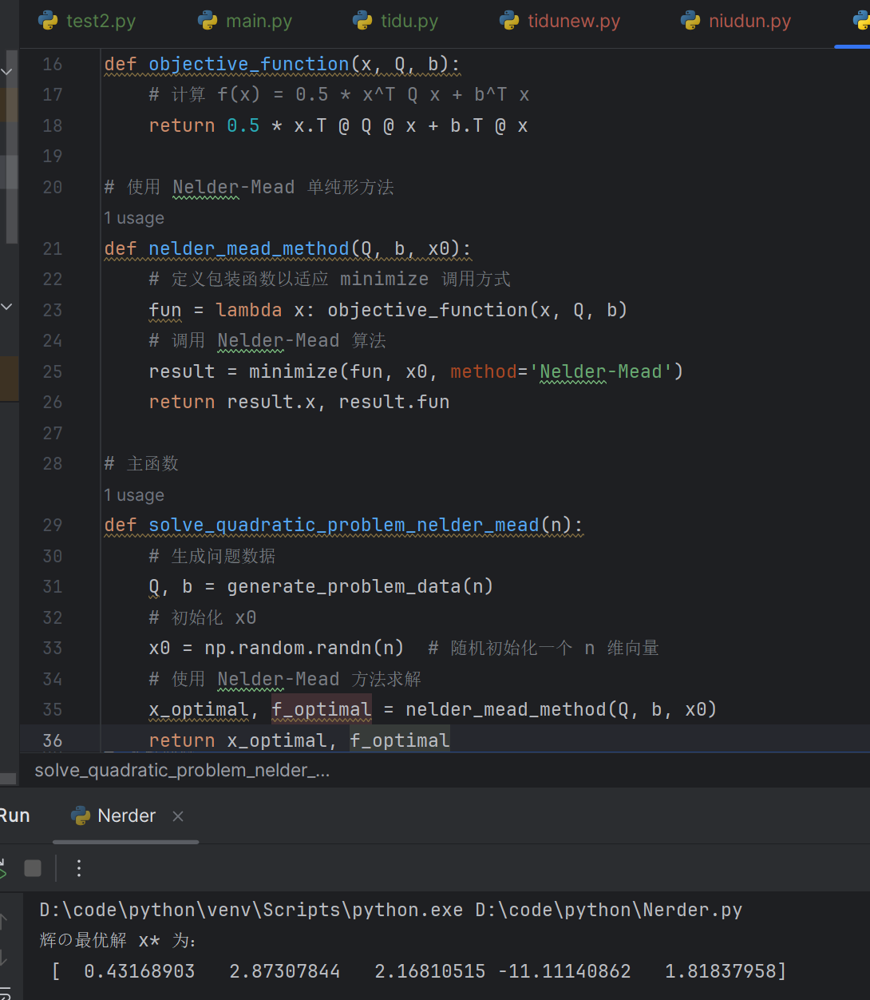 test2.py main.py tidu.py tidunew.py niudun.py
16 def objective_function(x, Q, b):
17 # 计算 f(x) = 0.5 * x^T Q x + b^T x
18 return 0.5 * x.T @ Q @ x + b.T @ x
19
20 # 使用 Nelder-Mead 单纯形方法
1 usage
21 def nelder_mead_method(Q, b, x0):
22 # 定义包装函数以适应 minimize 调用方式
23 fun = lambda x: objective_function(x, Q, b)
24 # 调用 Nelder-Mead 算法
25 result = minimize(fun, x0, method='Nelder-Mead')
26 return result.x, result.fun
27
28 # 主函数
1 usage
29 def solve_quadratic_problem_nelder_mead(n):
30 # 生成问题数据
31 Q, b = generate_problem_data(n)
32 # 初始化 x0
33 x0 = np.random.randn(n) # 随机初始化一个 n 维向量
34 # 使用 Nelder-Mead 方法求解
35 x_optimal, f_optimal = nelder_mead_method(Q, b, x0)
36 return x_optimal, f_optimal
solve_quadratic_problem_nelder_...
Run Nerder
D:\code\python\venv\Scripts\python.exe D:\code\python\Nerder.py
辉の最优解 x* 为:
[ 0.43168903 2.87307844 2.16810515 -11.11140862 1.81837958]